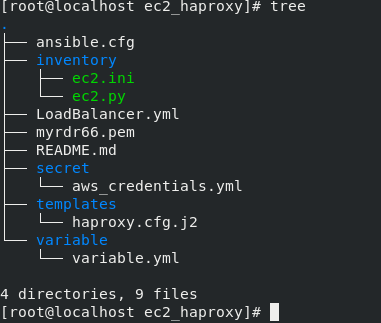 [root@localhost ec2_haproxy]# tree
.
├── ansible.cfg
├── inventory
│   ├── ec2.ini
│   └── ec2.py
├── LoadBalancer.yml
├── myrdr66.pem
├── README.md
├── secret
│   └── aws_credentials.yml
├── templates
│   └── haproxy.cfg.j2
└── variable
    └── variable.yml

4 directories, 9 files
[root@localhost ec2_haproxy]#